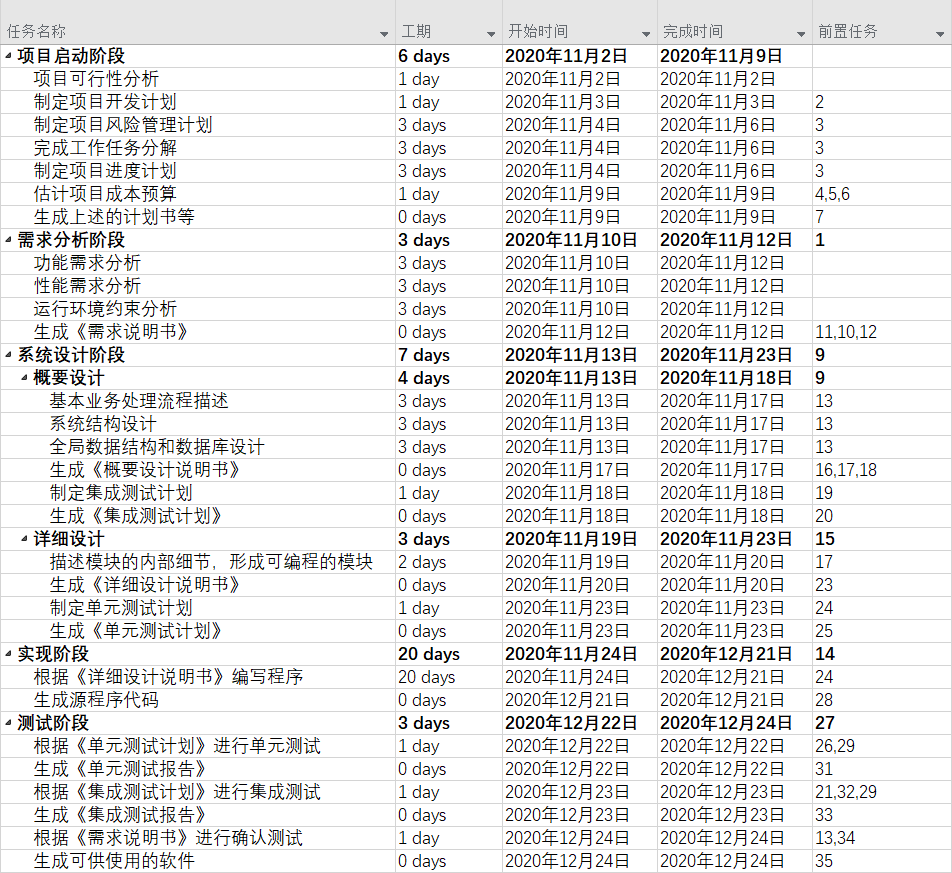 任务名称 工期 开始时间 完成时间 前置任务
项目启动阶段 6 days 2020年11月2日 2020年11月9日
项目可行性分析 1 day 2020年11月2日 2020年11月2日
制定项目开发计划 1 day 2020年11月3日 2020年11月3日 2
制定项目风险管理计划 3 days 2020年11月4日 2020年11月6日 3
完成工作任务分解 3 days 2020年11月4日 2020年11月6日 3
制定项目进度计划 3 days 2020年11月4日 2020年11月6日 3
估计项目成本预算 1 day 2020年11月9日 2020年11月9日 4,5,6
生成上述的计划书等 0 days 2020年11月9日 2020年11月9日 7
需求分析阶段 3 days 2020年11月10日 2020年11月12日 1
功能需求分析 3 days 2020年11月10日 2020年11月12日
性能需求分析 3 days 2020年11月10日 2020年11月12日
运行环境约束分析 3 days 2020年11月10日 2020年11月12日
生成《需求说明书》 0 days 2020年11月12日 2020年11月12日 11,10,12
系统设计阶段 7 days 2020年11月13日 2020年11月23日 9
概要设计 4 days 2020年11月13日 2020年11月18日 9
基本业务处理流程描述 3 days 2020年11月13日 2020年11月17日 13
系统结构设计 3 days 2020年11月13日 2020年11月17日 13
全局数据结构和数据库设计 3 days 2020年11月13日 2020年11月17日 13
生成《概要设计说明书》 0 days 2020年11月17日 2020年11月17日 16,17,18
制定集成测试计划 1 day 2020年11月18日 2020年11月18日 19
生成《集成测试计划》 0 days 2020年11月18日 2020年11月18日 20
详细设计 3 days 2020年11月19日 2020年11月23日 15
描述模块的内部细节，形成可编程的模块 2 days 2020年11月19日 2020年11月20日 17
生成《详细设计说明书》 0 days 2020年11月20日 2020年11月20日 23
制定单元测试计划 1 day 2020年11月23日 2020年11月23日 24
生成《单元测试计划》 0 days 2020年11月23日 2020年11月23日 25
实现阶段 20 days 2020年11月24日 2020年12月21日 14
根据《详细设计说明书》编写程序 20 days 2020年11月24日 2020年12月21日 24
生成源程序代码 0 days 2020年12月21日 2020年12月21日 28
测试阶段 3 days 2020年12月22日 2020年12月24日 27
根据《单元测试计划》进行单元测试 1 day 2020年12月22日 2020年12月22日 26,29
生成《单元测试报告》 0 days 2020年12月22日 2020年12月22日 31
根据《集成测试计划》进行集成测试 1 day 2020年12月23日 2020年12月23日 21,32,29
生成《集成测试报告》 0 days 2020年12月23日 2020年12月23日 33
根据《需求说明书》进行确认测试 1 day 2020年12月24日 2020年12月24日 13,34
生成可供使用的软件 0 days 2020年12月24日 2020年12月24日 35